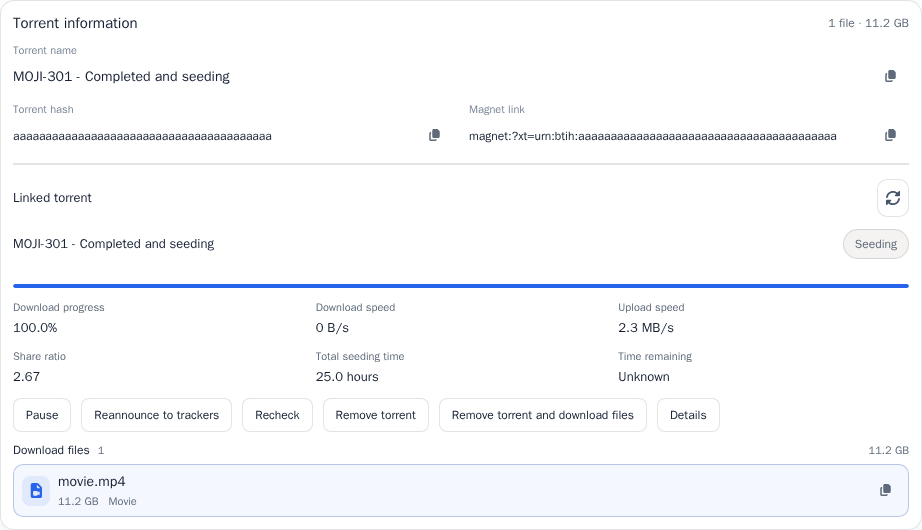 Torrent information
1 file · 11.2 GB
Torrent name
MOJI-301 - Completed and seeding
Torrent hash
Magnet link
aaaaaaaaaaaaaaaaaaaaaaaaaaaaaaaaaaaaaaaa
magnet:?xt=urn:btih:aaaaaaaaaaaaaaaaaaaaaaaaaaaaaaaaaaaaaaaa
Linked torrent
MOJI-301 - Completed and seeding
Seeding
Download progress
Download speed
Upload speed
100.0%
0 B/s
2.3 MB/s
Share ratio
Total seeding time
Time remaining
2.67
25.0 hours
Unknown
Pause
Reannounce to trackers
Recheck
Remove torrent
Remove torrent and download files
Details
Download files 1
11.2 GB
movie.mp4
11.2 GB Movie